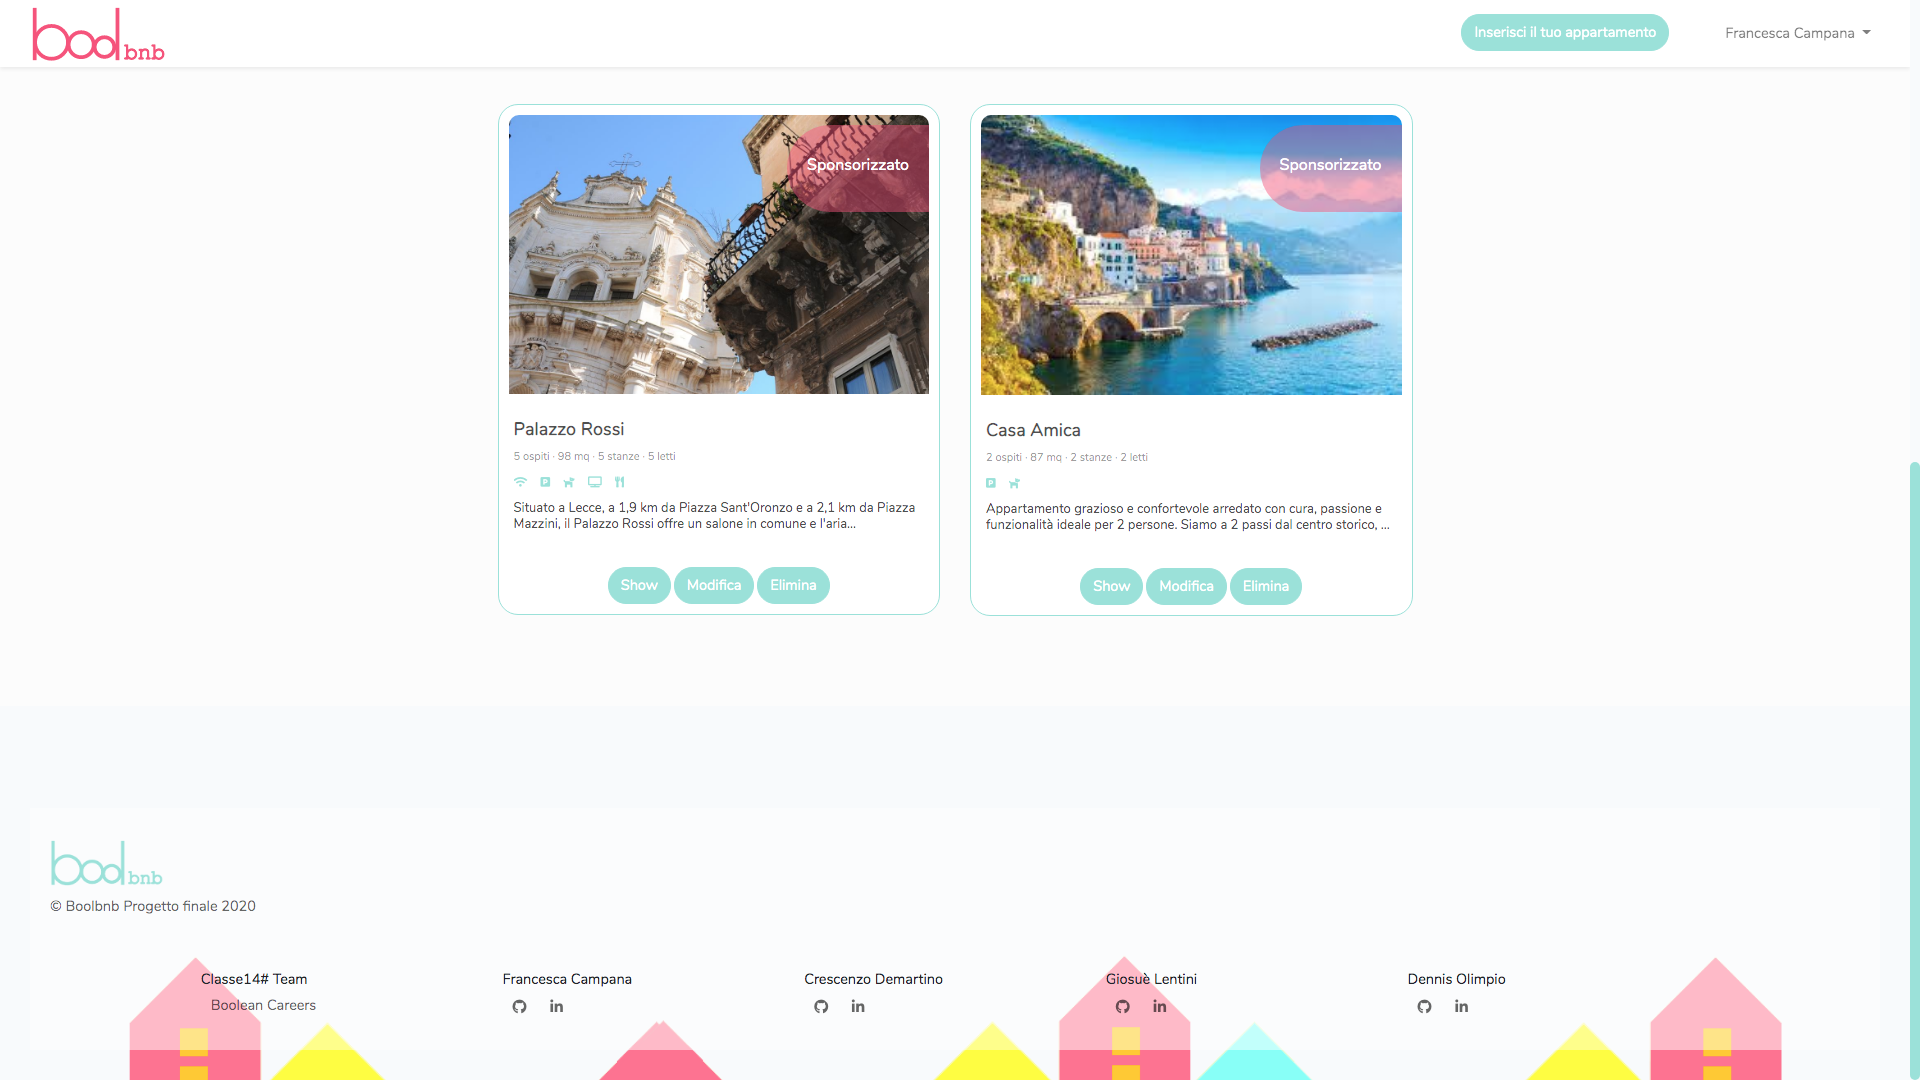 bool bnb
Inserisci il tuo appartamento
Francesca Campana
Sponsorizzato
Palazzo Rossi
5 ospiti · 98 mq · 5 stanze · 5 letti
Situato a Lecce, a 1,9 km da Piazza Sant'Oronzo e a 2,1 km da Piazza
Mazzini, il Palazzo Rossi offre un salone in comune e l'aria...
Show Modifica Elimina
Sponsorizzato
Casa Amica
2 ospiti · 87 mq · 2 stanze · 2 letti
Appartamento grazioso e confortevole arredato con cura, passione e
funzionalità ideale per 2 persone. Siamo a 2 passi dal centro storico, ...
Show Modifica Elimina
bool bnb
© Boolbnb Progetto finale 2020
Classe14# Team
Boolean Careers
Francesca Campana
Crescenzo Demartino
Giosuè Lentini
Dennis Olimpio